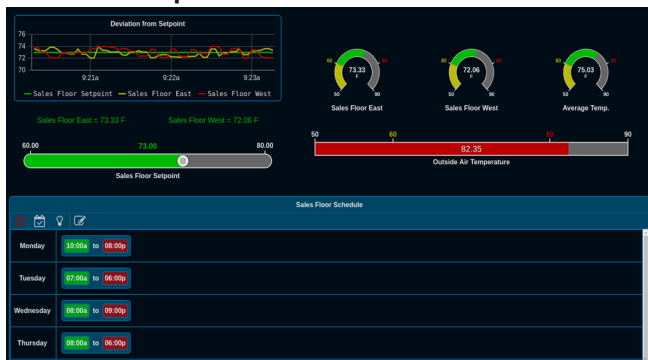 Deviation from Setpoint
76
74
72
70
9:21a 9:22a 9:23a
Sales Floor Setpoint Sales Floor East Sales Floor West
60 80
73.33
F
50 90
Sales Floor East
60 80
72.06
F
50 90
Sales Floor West
60 80
75.03
F
50 90
Average Temp.
Sales Floor East = 73.33 F Sales Floor West = 72.06 F
60.00 73.00 80.00
Sales Floor Setpoint
50 60 80 90
82.35
Outside Air Temperature
Sales Floor Schedule
Monday 10:00a to 08:00p
Tuesday 07:00a to 06:00p
Wednesday 08:00a to 09:00p
Thursday 08:00a to 06:00p